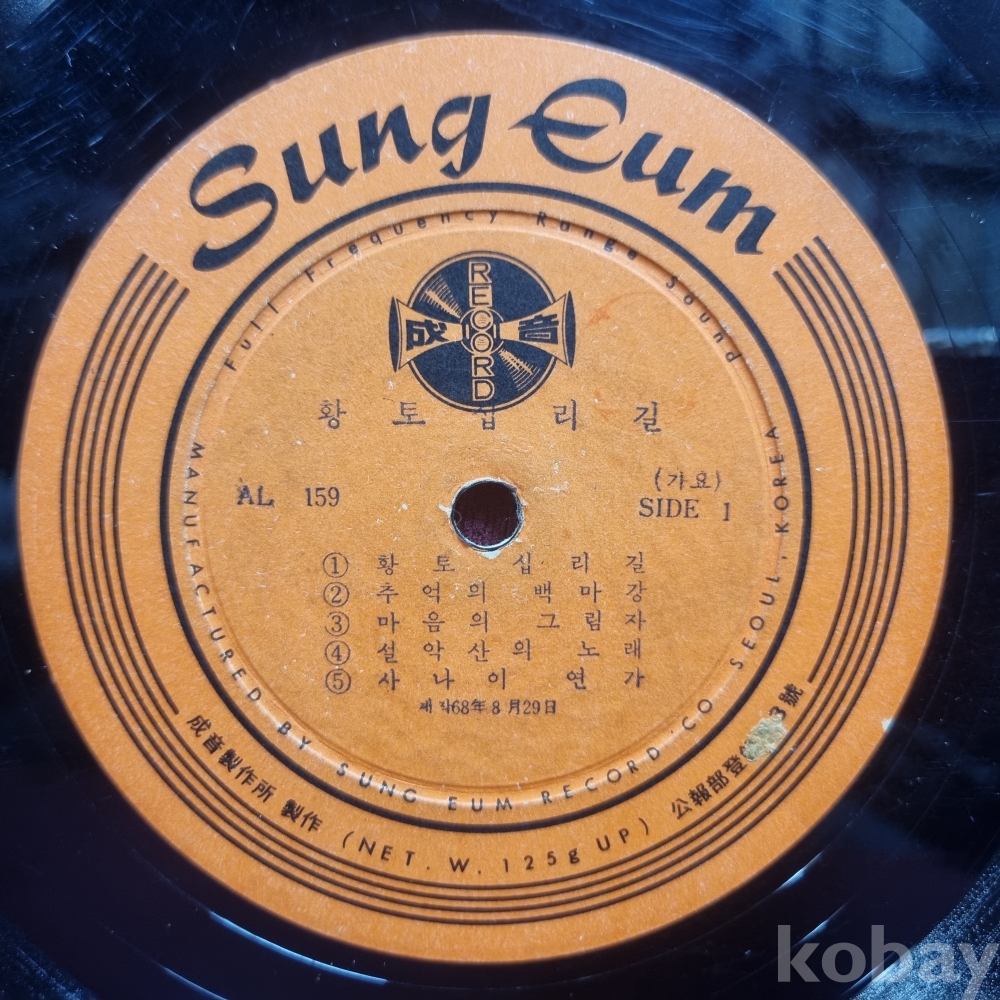 Sung Eum
Full Frequency Range Sound
RECORD
成音
황토십리길
AL 159
(가요)
SIDE 1
① 황토 십리길
② 추억의 백마강
③ 마음의 그림자
④ 설악산의 노래
⑤ 사나이 연가
68年8月29日
MANUFACTURED BY SUNG EUM RECORD CO. SEOUL, KOREA
成音製作所 製作 (NET. W. 125g UP) 公報部登 3號
kobay